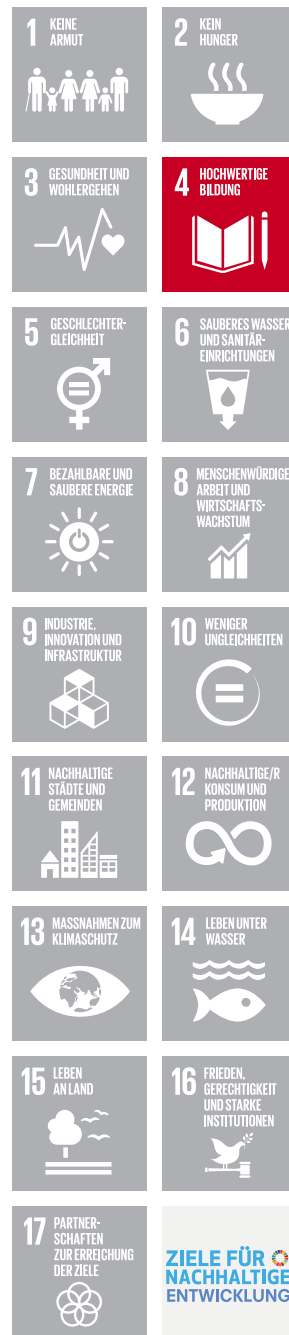 1 KEINE
ARMUT
2 KEIN
HUNGER
3 GESUNDHEIT UND
WOHLERGEHEN
4 HOCHWERTIGE
BILDUNG
5 GESCHLECHTER-
GLEICHHEIT
6 SAUBERES WASSER
UND SANITÄR-
EINRICHTUNGEN
7 BEZAHLBARE UND
SAUBERE ENERGIE
8 MENSCHENWÜRDIGE
ARBEIT UND
WIRTSCHAFTS-
WACHSTUM
9 INDUSTRIE,
INNOVATION UND
INFRASTRUKTUR
10 WENIGER
UNGLEICHHEITEN
11 NACHHALTIGE
STÄDTE UND
GEMEINDEN
12 NACHHALTIGE/R
KONSUM UND
PRODUKTION
13 MASSNAHMEN ZUM
KLIMASCHUTZ
14 LEBEN UNTER
WASSER
15 LEBEN
AN LAND
16 FRIEDEN,
GERECHTIGKEIT
UND STARKE
INSTITUTIONEN
17 PARTNER-
SCHAFTEN
ZUR ERREICHUNG
DER ZIELE
ZIELE FÜR
NACHHALTIGE
ENTWICKLUNG